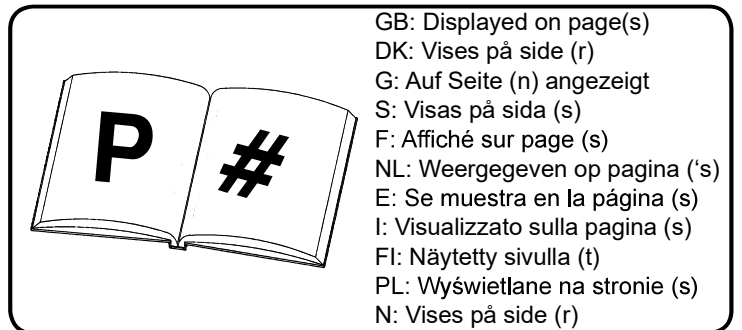 P #
GB: Displayed on page(s)
DK: Vises på side (r)
G: Auf Seite (n) angezeigt
S: Visas på sida (s)
F: Affiché sur page (s)
NL: Weergegeven op pagina (‘s)
E: Se muestra en la página (s)
I: Visualizzato sulla pagina (s)
FI: Näytetty sivulla (t)
PL: Wyświetlane na stronie (s)
N: Vises på side (r)